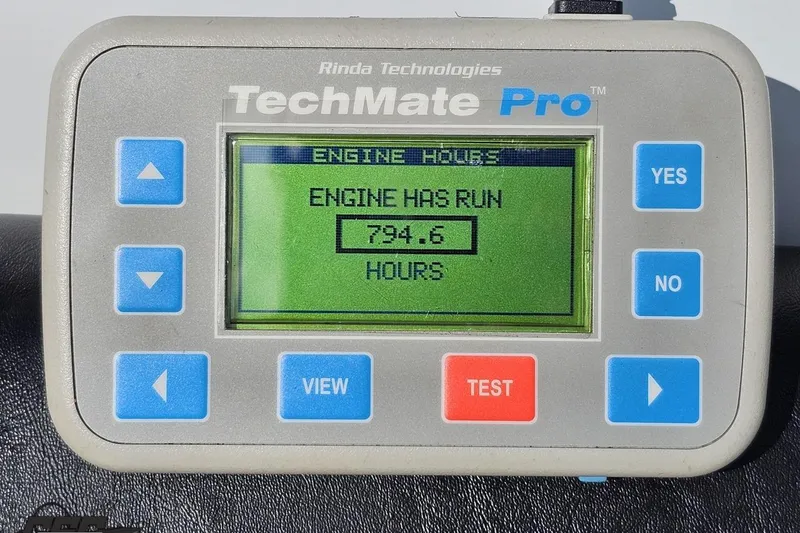 Rinda Technologies
TechMate Pro™
ENGINE HOURS
ENGINE HAS RUN
794.6
HOURS
YES
NO
VIEW
TEST